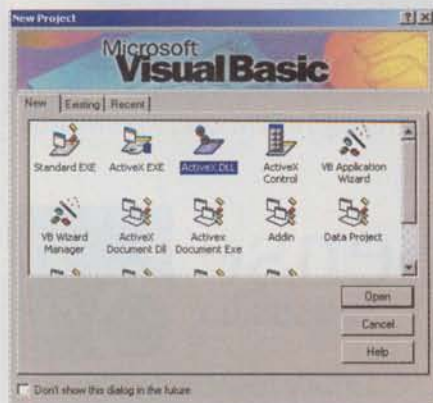 New Project
Microsoft
Visual Basic
New Existing Recent
Standard EXE ActiveX EXE ActiveX DLL ActiveX Control VB Application Wizard
VB Wizard Manager ActiveX Document Dll Activex Document Exe Addin Data Project
Open
Cancel
Help
Don't show this dialog in the future